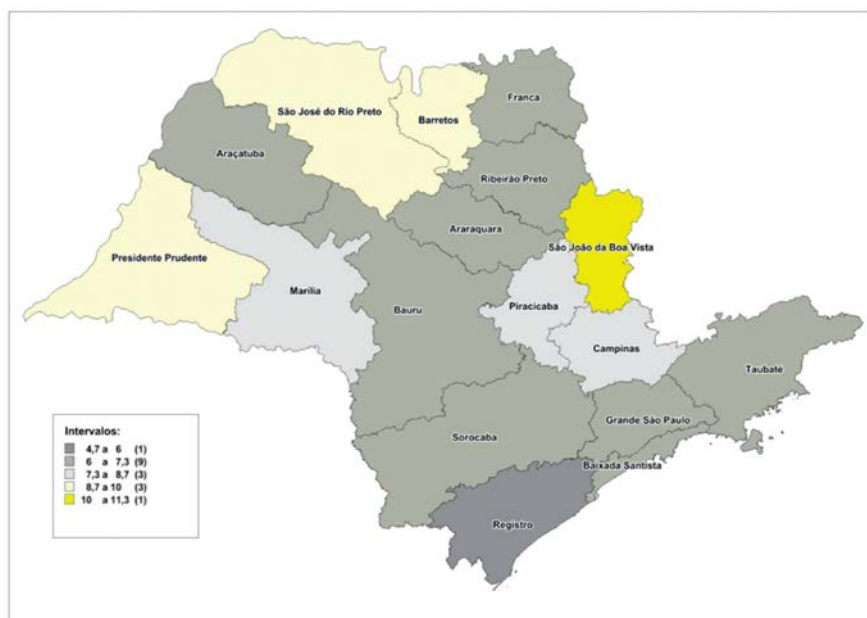 Franca
São José do Rio Preto
Barretos
Araçatuba
Ribeirão Preto
Araraquara
São João da Boa Vista
Presidente Prudente
Marília
Bauru
Piracicaba
Campinas
Taubaté
Grande São Paulo
Sorocaba
Baixada Santista
Registro
Intervalos:
4,7 a 6 (1)
6 a 7,3 (9)
7,3 a 8,7 (3)
8,7 a 10 (3)
10 a 11,3 (1)